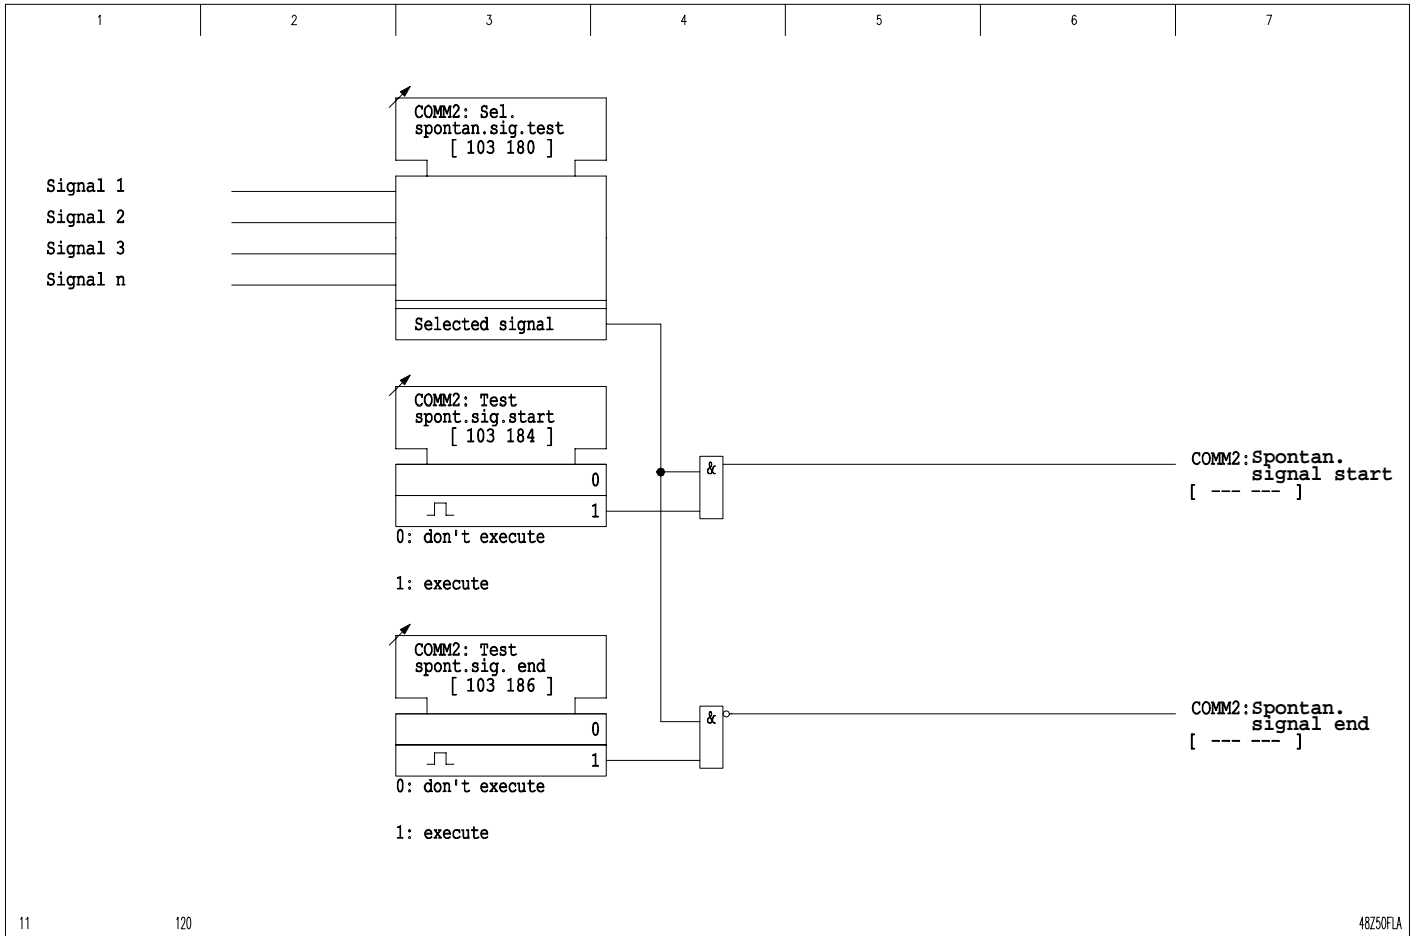 1 2 3 4 5 6 7
COMM2: Sel.
spontan.sig.test
[ 103 180 ]
Signal 1
Signal 2
Signal 3
Signal n
Selected signal
COMM2: Test
spont.sig.start
[ 103 184 ]
0
1
0: don't execute
1: execute
&
COMM2: Spontan.
signal start
[ --- --- ]
COMM2: Test
spont.sig. end
[ 103 186 ]
0
1
0: don't execute
1: execute
&
COMM2: Spontan.
signal end
[ --- --- ]
11 120 48Z50FLA